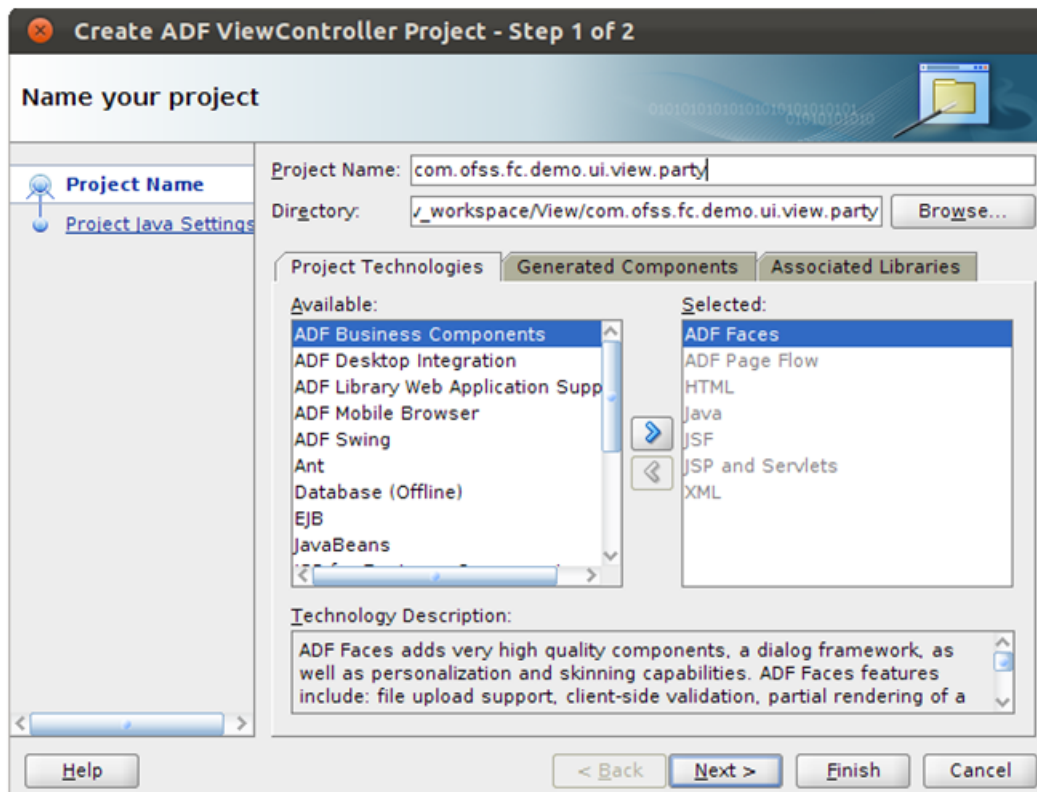 Create ADF ViewController Project - Step 1 of 2
Name your project
Project Name
Project Java Settings
Project Name: com.ofss.fc.demo.ui.view.party
Directory: _workspace/View/com.ofss.fc.demo.ui.view.party Browse...
Project Technologies Generated Components Associated Libraries
Available: Selected:
ADF Business Components
ADF Desktop Integration
ADF Library Web Application Supp
ADF Mobile Browser
ADF Swing
Ant
Database (Offline)
EJB
JavaBeans
ADF Faces
ADF Page Flow
HTML
Java
JSF
JSP and Servlets
XML
Technology Description:
ADF Faces adds very high quality components, a dialog framework, as
well as personalization and skinning capabilities. ADF Faces features
include: file upload support, client-side validation, partial rendering of a
Help < Back Next > Finish Cancel